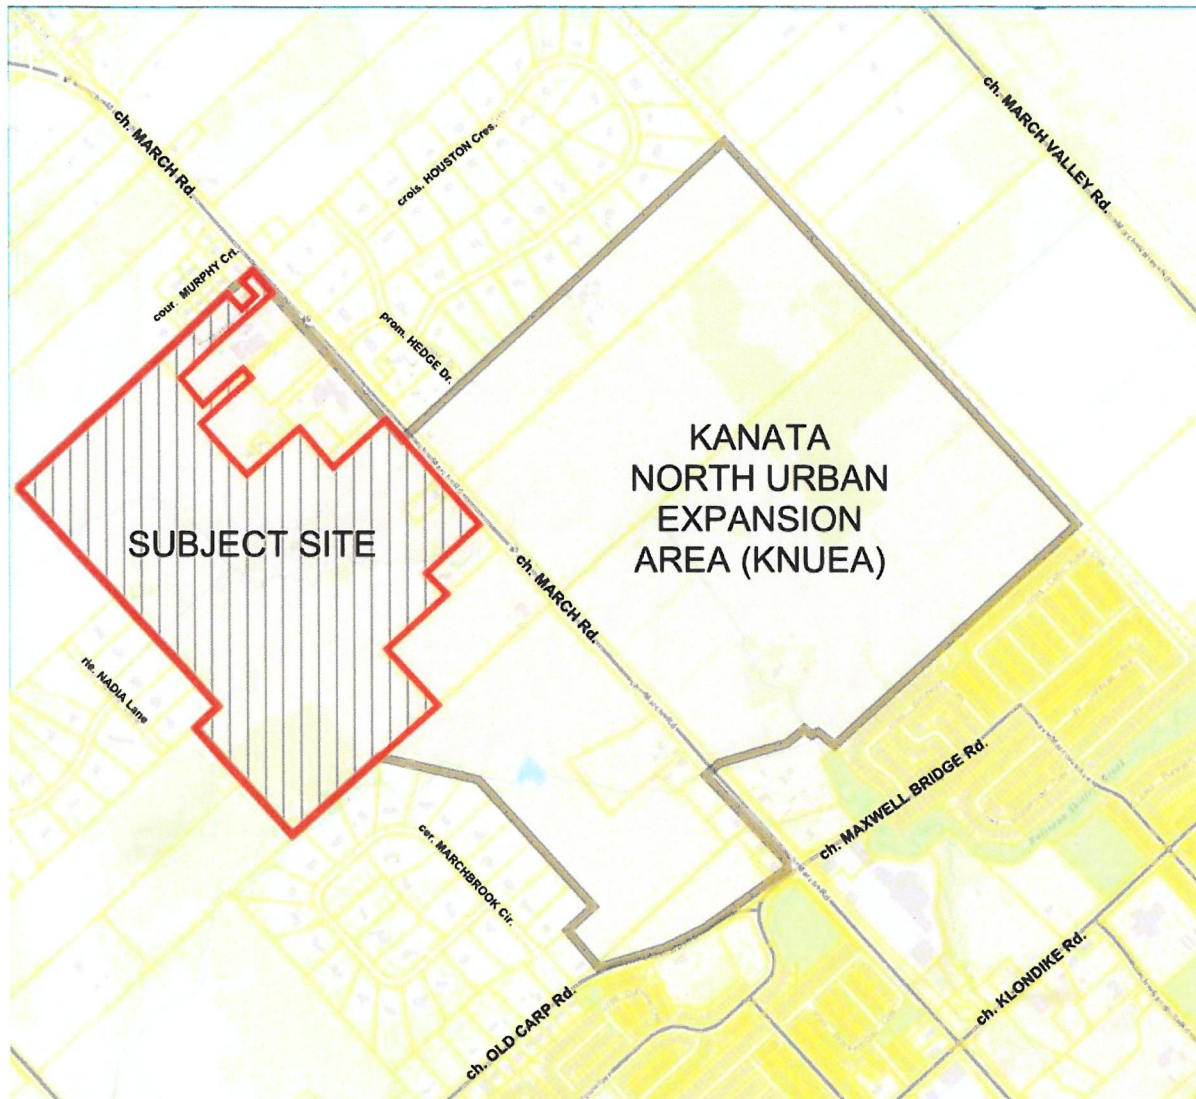 ch. MARCH Rd.
crois. HOUSTON Cres.
ch. MARCH VALLEY Rd.
cour. MURPHY Crt.
prom. HEDGE Dr.
KANATA
NORTH URBAN
EXPANSION
AREA (KNUEA)
SUBJECT SITE
ch. MARCH Rd.
rle. NADIA Lane
ch. MAXWELL BRIDGE Rd.
cer. MARCHBROOK Cir.
ch. OLD CARP Rd.
ch. KLONDIKE Rd.